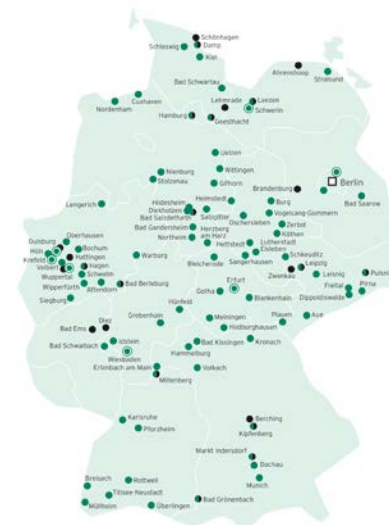 Schönhagen
Damp
Schleswig
Kiel
Ahrenshoop
Stralsund
Bad Schwartau
Cuxhaven
Nordenham
Lehmrade
Leezen
Schwerin
Hamburg
Geesthacht
Uelzen
Wittingen
Nienburg
Stolzenau
Gifhorn
Brandenburg
Berlin
Bad Saarow
Lengerich
Hildesheim
Helmstedt
Burg
Diekholzen
Bad Salzdetfurth
Salzgitter
Vogelsang-Gommern
Oschersleben
Zerbst
Bad Gandersheim
Herzberg
am Harz
Köthen
Northeim
Hettstedt
Lutherstadt
Eisleben
Duisburg
Oberhausen
Bochum
Köln
Hattingen
Krefeld
Velbert
Hagen
Wuppertal
Schwelm
Wipperfürth
Attendorn
Siegburg
Warburg
Bad Berleburg
Bleicherode
Sangerhausen
Schkeuditz
Leipzig
Zwenkau
Leisnig
Pulsnitz
Freital
Pirna
Dippoldiswalde
Erfurt
Gotha
Blankenhain
Hünfeld
Meiningen
Plauen
Aue
Grebenhain
Hildburghausen
Diez
Bad Ems
Idstein
Bad Schwalbach
Bad Kissingen
Kronach
Wiesbaden
Hammelburg
Erlenbach am Main
Volkach
Miltenberg
Karlsruhe
Pforzheim
Berching
Kipfenberg
Markt Indersdorf
Dachau
Munich
Breisach
Rottweil
Titisee-Neustadt
Bad Grönenbach
Müllheim
Überlingen